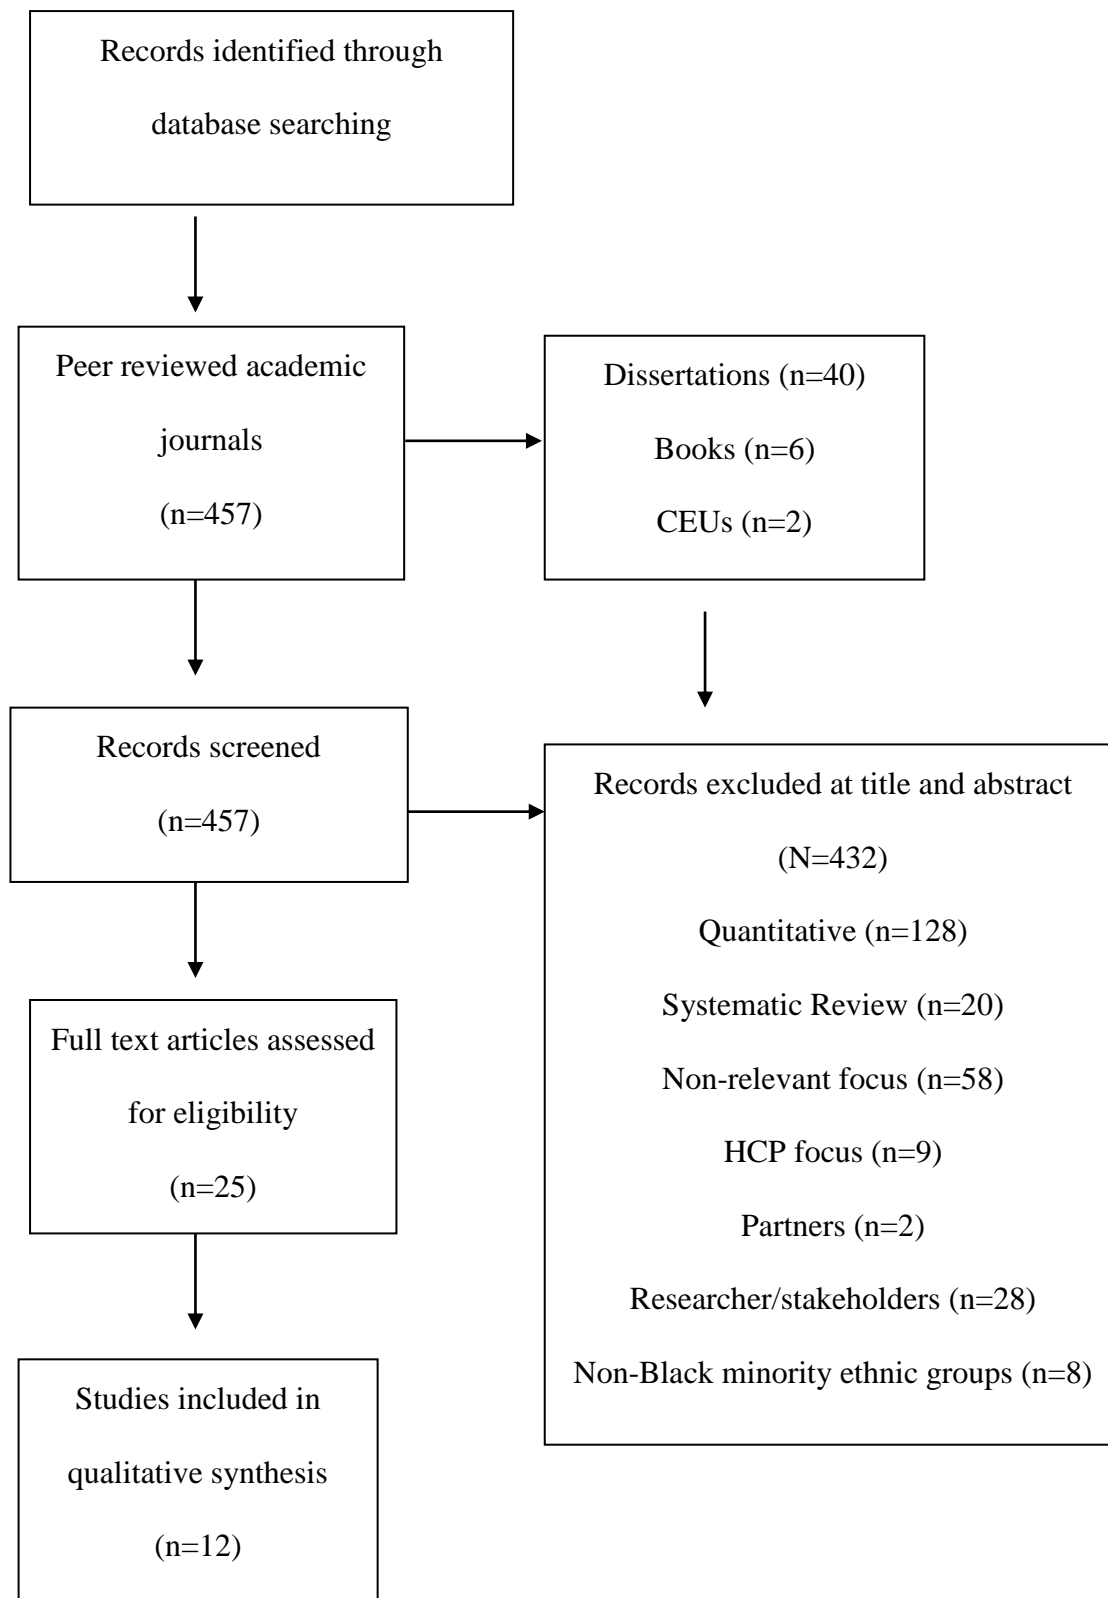 Records identified through
database searching
Peer reviewed academic
journals
(n=457)
Dissertations (n=40)
Books (n=6)
CEUs (n=2)
Records screened
(n=457)
Records excluded at title and abstract
(N=432)
Quantitative (n=128)
Systematic Review (n=20)
Non-relevant focus (n=58)
HCP focus (n=9)
Partners (n=2)
Researcher/stakeholders (n=28)
Non-Black minority ethnic groups (n=8)
Full text articles assessed
for eligibility
(n=25)
Studies included in
qualitative synthesis
(n=12)